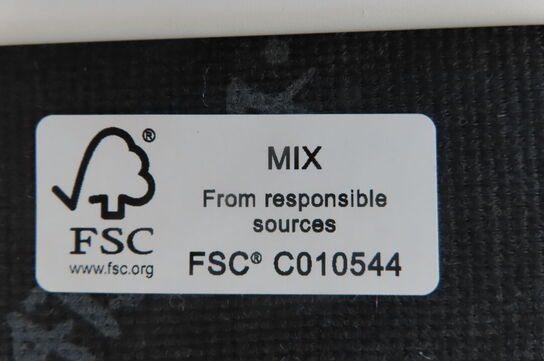 ®
FSC
www.fsc.org
MIX
From responsible
sources
FSC® C010544